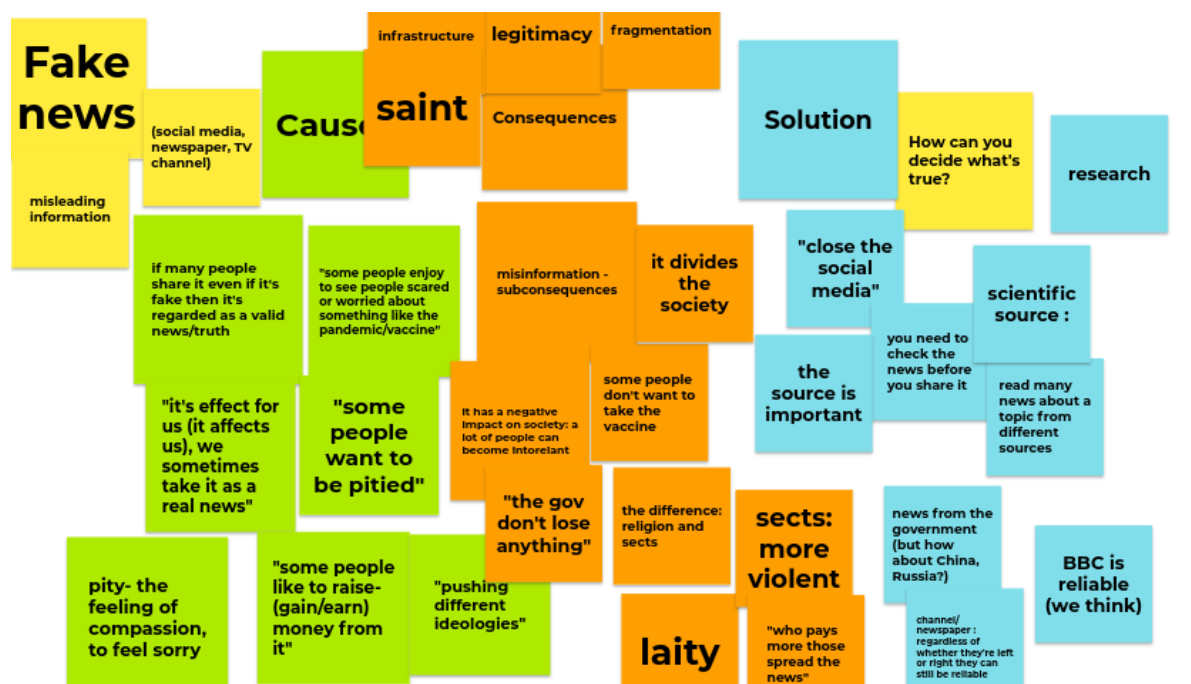 Fake
news
(social media,
newspaper, TV
channel)
misleading
information
Cause
infrastructure
legitimacy
fragmentation
saint
Consequences
Solution
How can you
decide what's
true?
research
if many people
share it even if it's
fake then it's
regarded as a valid
news/truth
"some people enjoy
to see people scared
or worried about
something like the
pandemic/vaccine"
"it's effect for
us (it affects
us), we
sometimes
take it as a
real news"
"some
people
want to
be pitied"
pity- the
feeling of
compassion,
to feel sorry
"some people
like to raise-
(gain/earn)
money from
it"
"pushing
different
ideologies"
misinformation -
subconsequences
it divides
the
society
It has a negative
impact on society: a
lot of people can
become intorelant
some people
don't want to
take the
vaccine
"the gov
don't lose
anything"
the difference:
religion and
sects
sects:
more
violent
laity
"who pays
more those
spread the
news"
"close the
social
media"
scientific
source :
you need to
check the
news before
you share it
the
source is
important
read many
news about a
topic from
different
sources
news from the
government
(but how
about China,
Russia?)
BBC is
reliable
(we think)
channel/
newspaper :
regardless of
whether they're left
or right they can
still be reliable